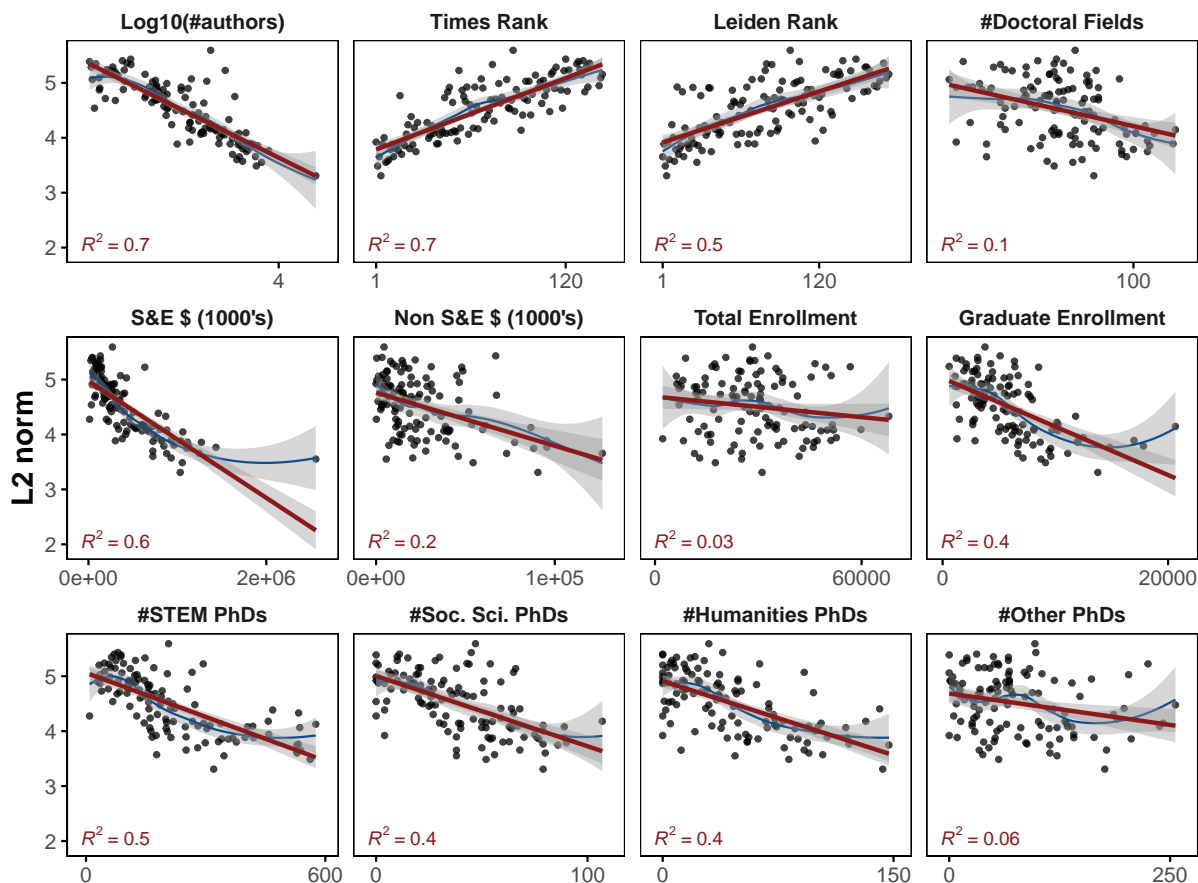 Log10(#authors) Times Rank Leiden Rank #Doctoral Fields
5
4
3
2
R² = 0.7 R² = 0.7 R² = 0.5 R² = 0.1
4 1 120 1 120 100
S&E $ (1000's) Non S&E $ (1000's) Total Enrollment Graduate Enrollment
5
4
3
2
L2 norm
R² = 0.6 R² = 0.2 R² = 0.03 R² = 0.4
0e+00 2e+06 0e+00 1e+05 0 60000 0 20000
#STEM PhDs #Soc. Sci. PhDs #Humanities PhDs #Other PhDs
5
4
3
2
R² = 0.5 R² = 0.4 R² = 0.4 R² = 0.06
0 600 0 100 0 150 0 250